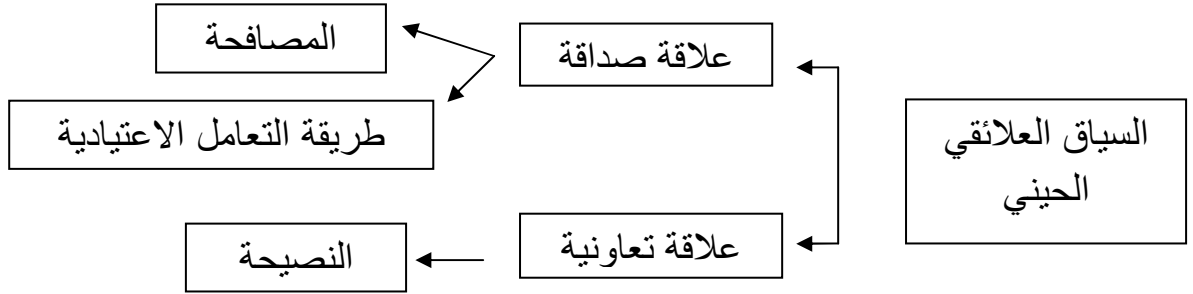 السياق العلائقي
الحيني
علاقة صداقة
المصافحة
طريقة التعامل الاعتيادية
علاقة تعاونية
النصيحة